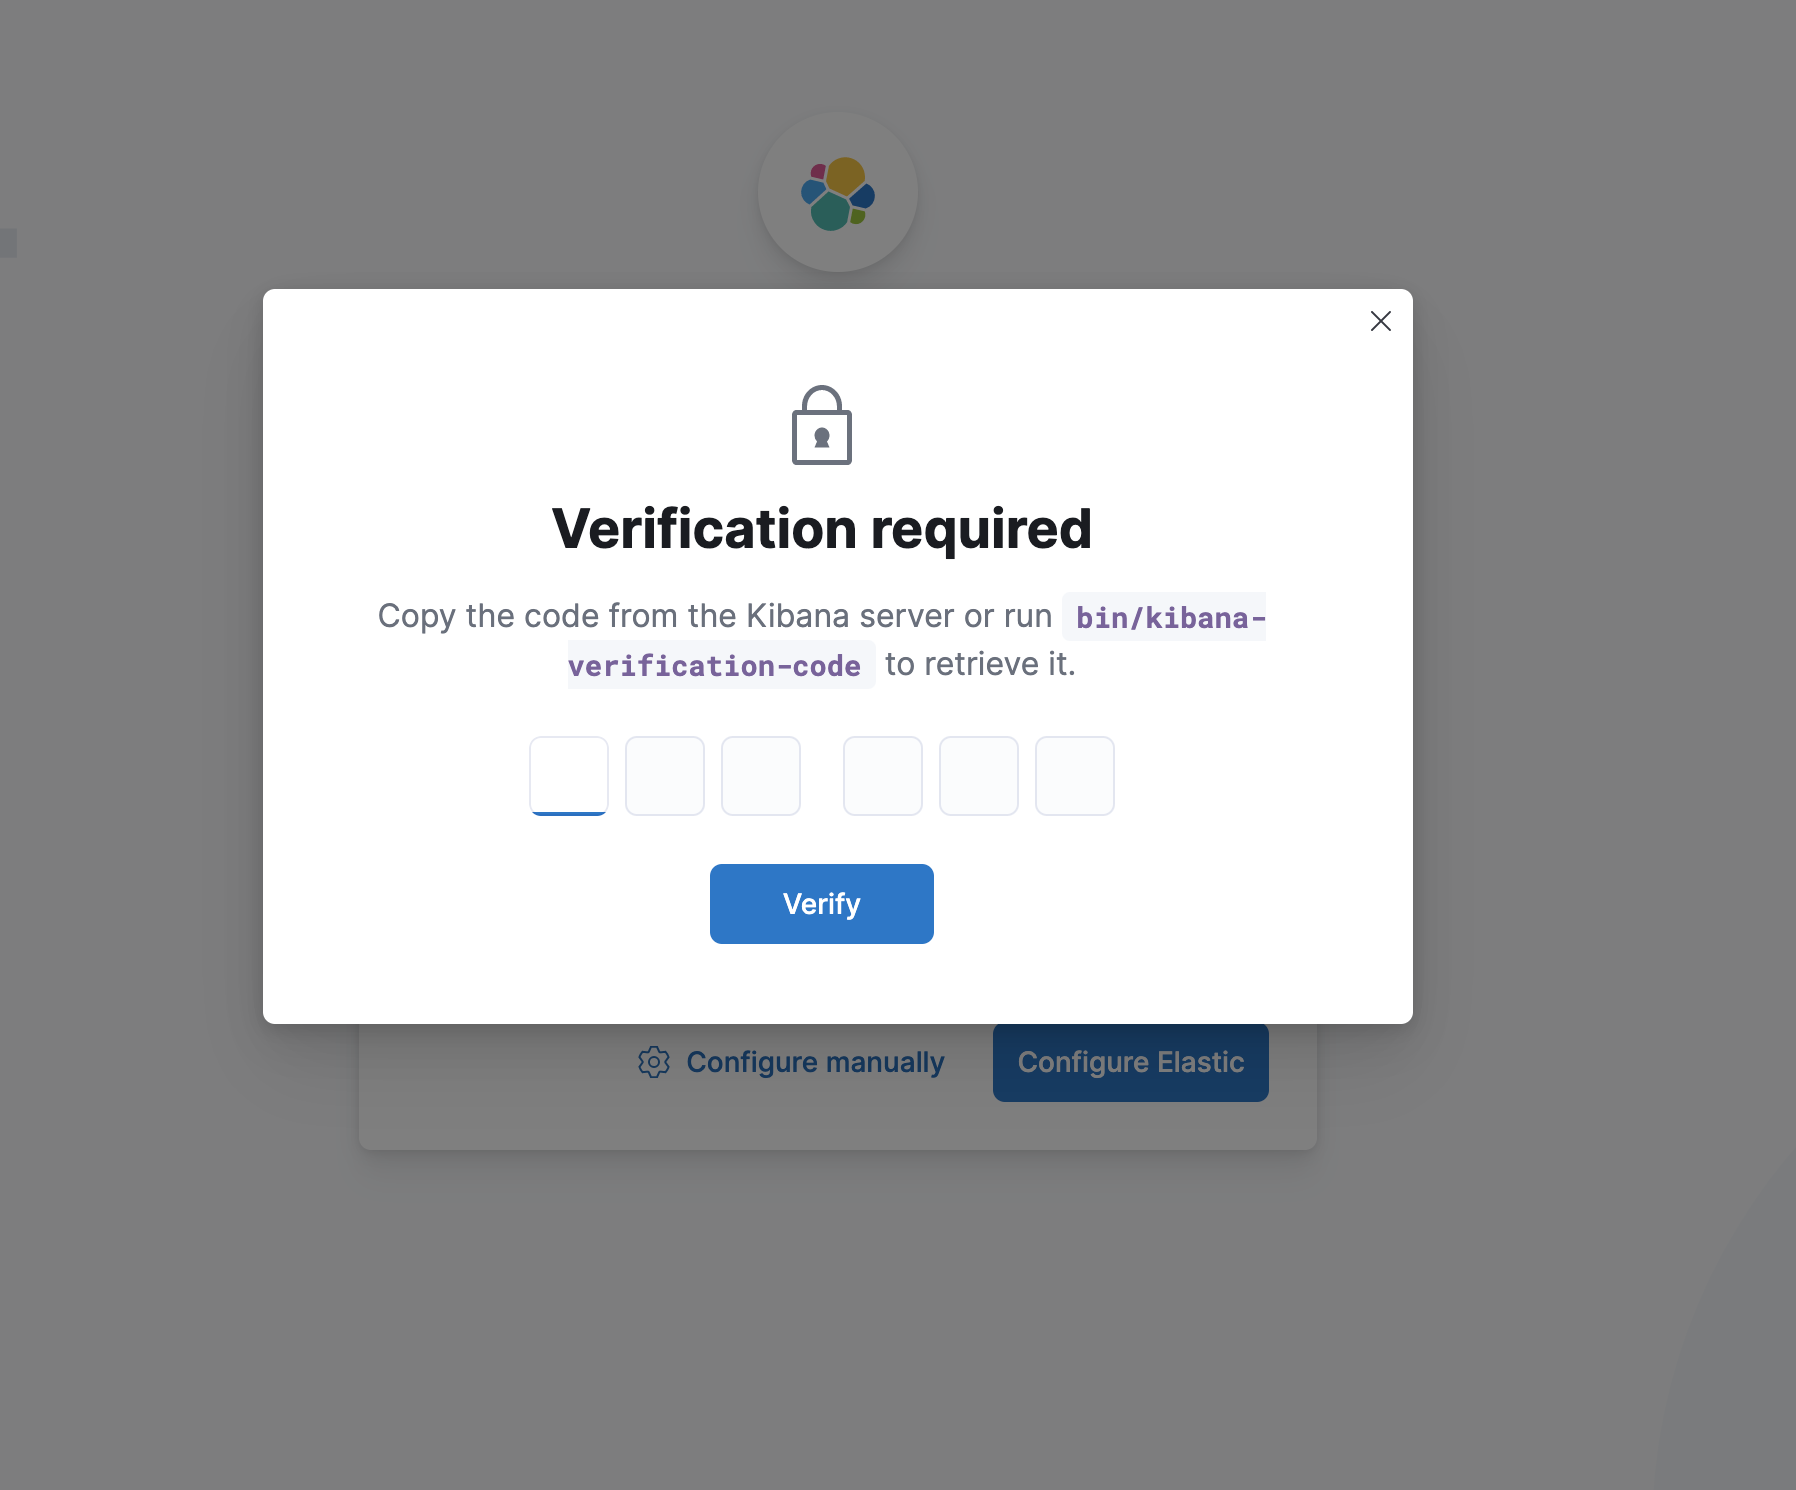 Verification required
Copy the code from the Kibana server or run bin/kibana-
verification-code to retrieve it.
Verify
Configure manually
Configure Elastic